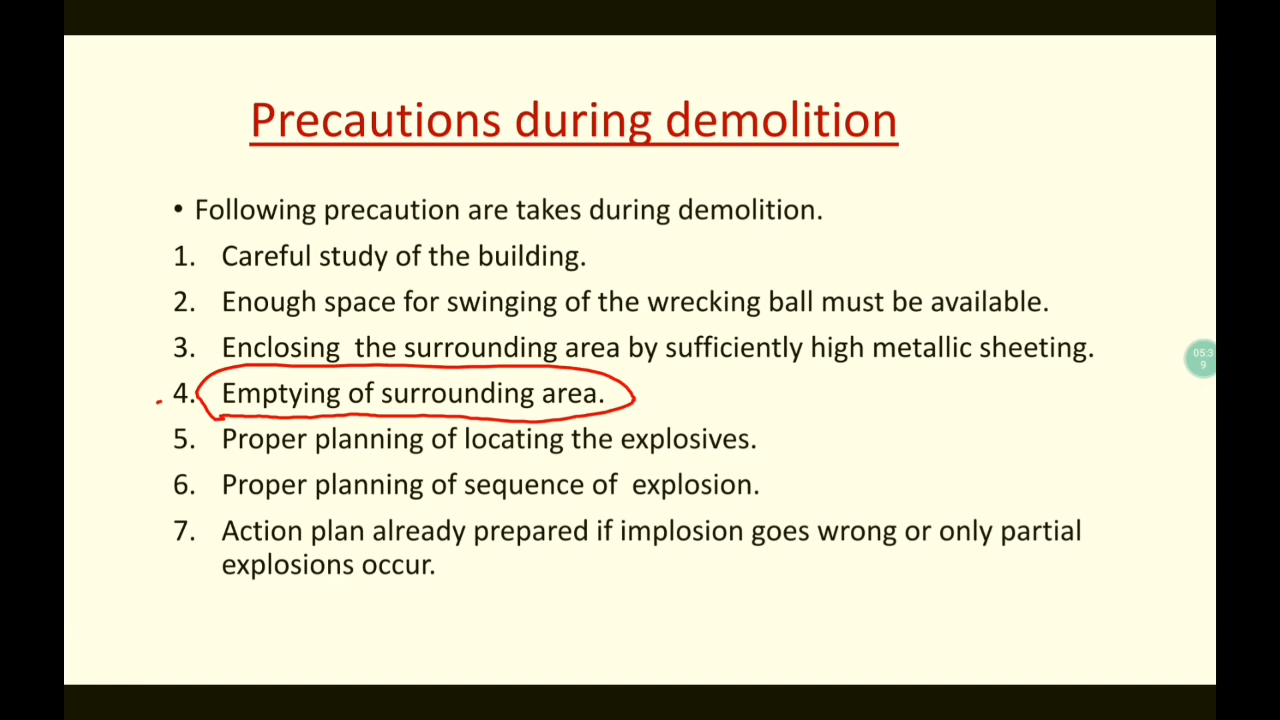 Precautions during demolition
• Following precaution are takes during demolition.
1. Careful study of the building.
2. Enough space for swinging of the wrecking ball must be available.
3. Enclosing the surrounding area by sufficiently high metallic sheeting.
4. Emptying of surrounding area.
5. Proper planning of locating the explosives.
6. Proper planning of sequence of explosion.
7. Action plan already prepared if implosion goes wrong or only partial
explosions occur.
05:3
9